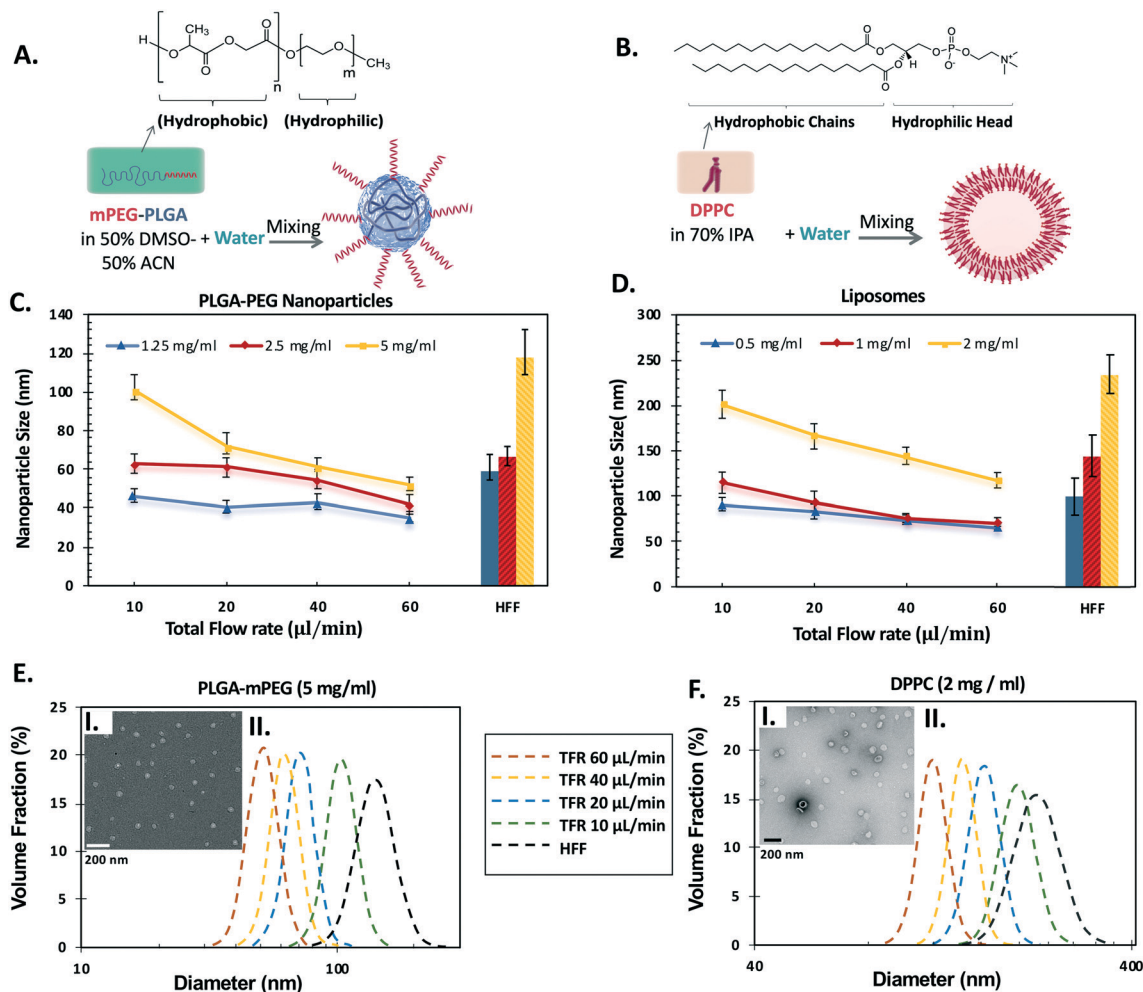 A.
H
O
CH₃
O
O
O
O
n
O
O
m
CH₃
(Hydrophobic)
(Hydrophilic)
mPEG-PLGA
in 50% DMSO- + Water
50% ACN
Mixing
B.
O
O
O
H
O
O
O
P
O⁻
O
N⁺
Hydrophobic Chains
Hydrophilic Head
DPPC
in 70% IPA
+ Water
Mixing
C.
PLGA-PEG Nanoparticles
1.25 mg/ml
2.5 mg/ml
5 mg/ml
Nanoparticle Size (nm)
140
120
100
80
60
40
20
0
10
20
40
60
HFF
Total Flow rate (μl/min)
D.
Liposomes
0.5 mg/ml
1 mg/ml
2 mg/ml
Nanoparticle Size( nm)
300
250
200
150
100
50
0
10
20
40
60
HFF
Total Flow rate (μl/min)
E.
PLGA-mPEG (5 mg/ml)
I.
II.
200 nm
Volume Fraction (%)
25
20
15
10
5
0
10
100
Diameter (nm)
TFR 60 μL/min
TFR 40 μL/min
TFR 20 μL/min
TFR 10 μL/min
HFF
F.
DPPC (2 mg / ml)
I.
II.
200 nm
Volume Fraction (%)
25
20
15
10
5
0
40
400
Diameter (nm)